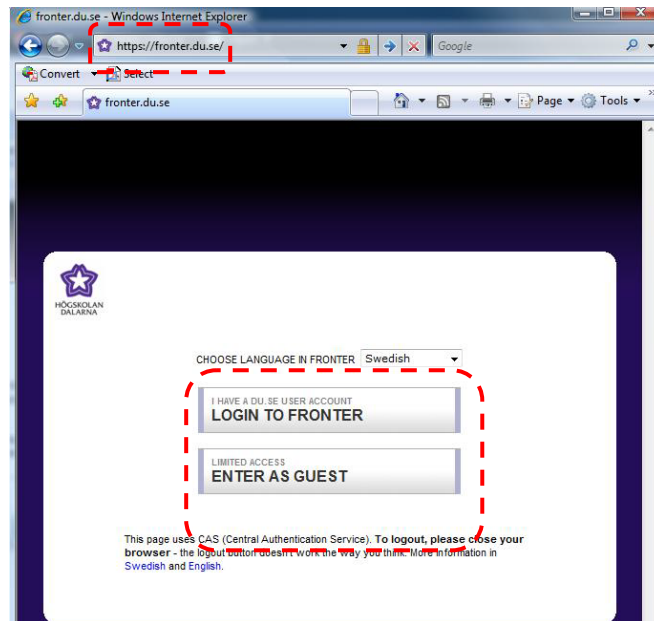 fronter.du.se - Windows Internet Explorer
https://fronter.du.se/
Google
Convert Select
fronter.du.se
Page Tools
HÖGSKOLAN
DALARNA
CHOOSE LANGUAGE IN FRONTER Swedish
I HAVE A DU.SE USER ACCOUNT
LOGIN TO FRONTER
LIMITED ACCESS
ENTER AS GUEST
This page uses CAS (Central Authentication Service). To logout, please close your
browser - the logout button doesn't work the way you think. More information in
Swedish and English.